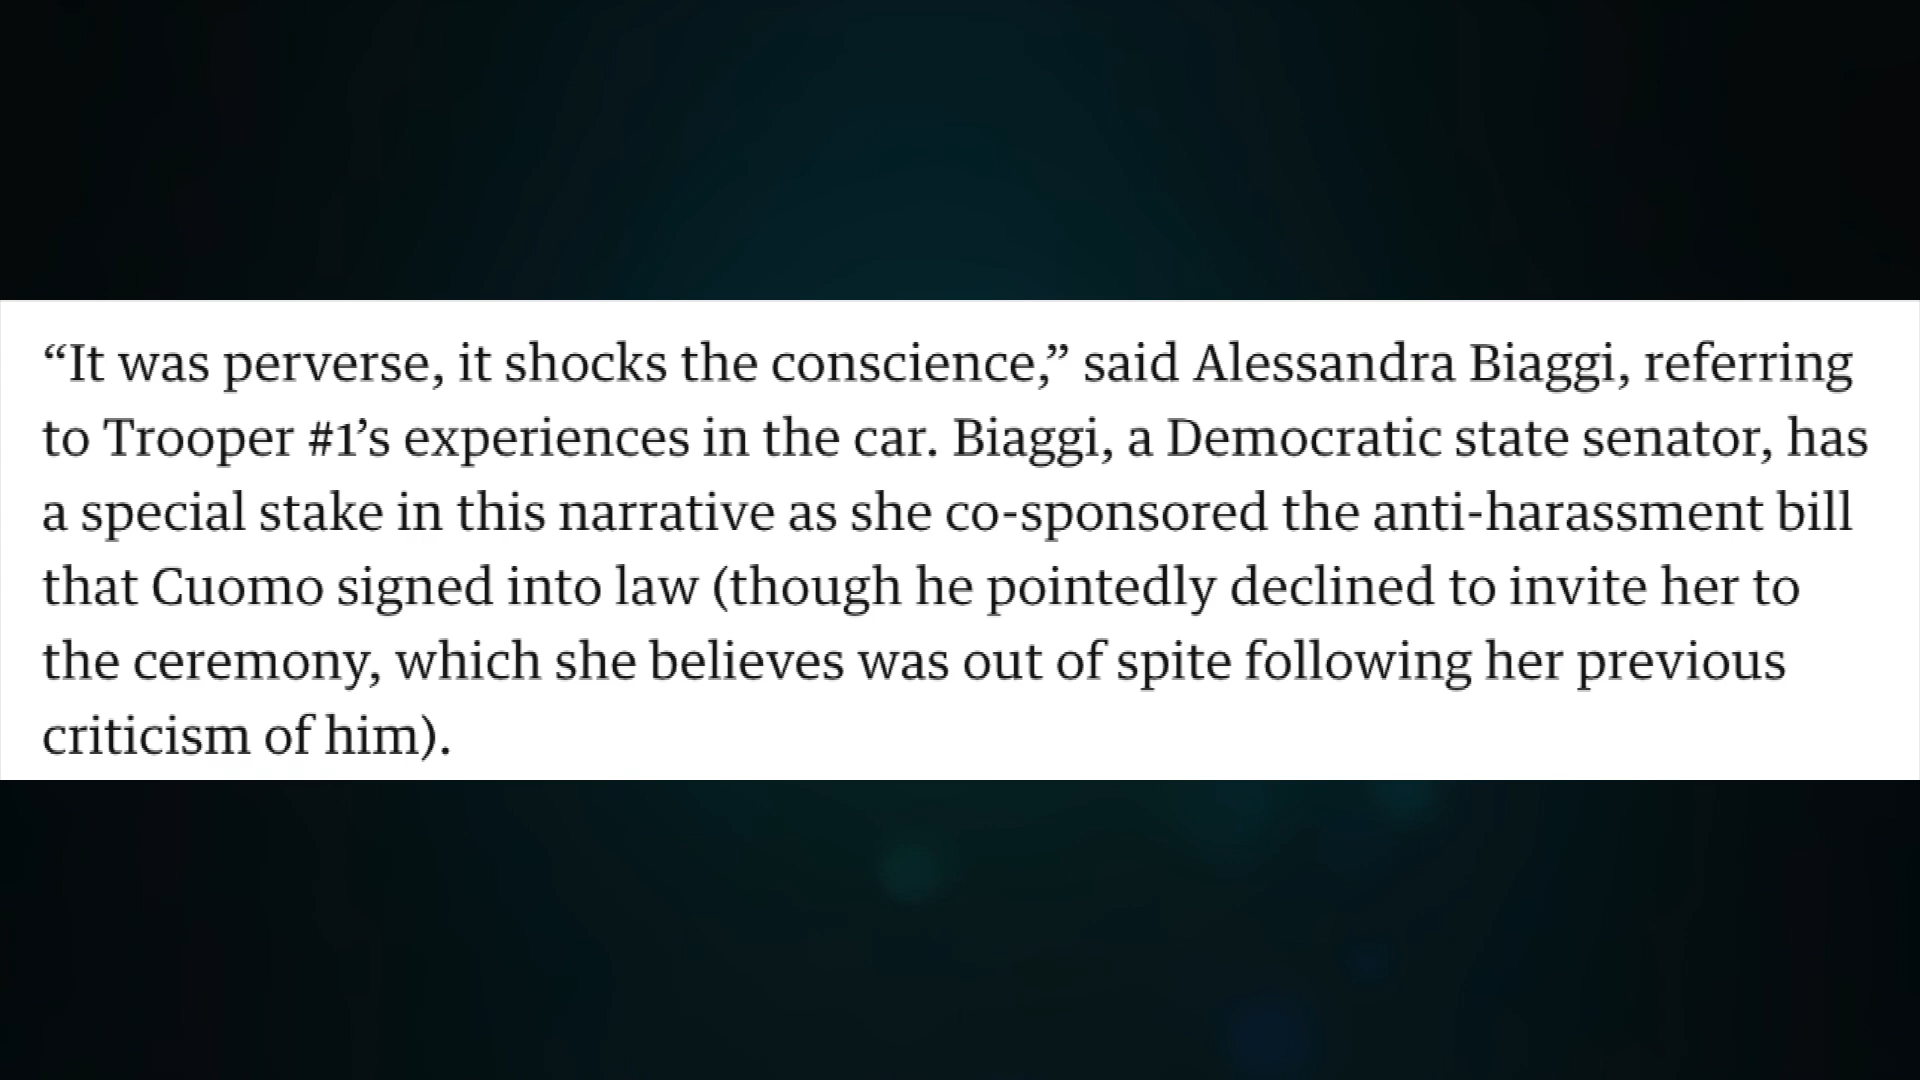 “It was perverse, it shocks the conscience,” said Alessandra Biaggi, referring
to Trooper #1’s experiences in the car. Biaggi, a Democratic state senator, has
a special stake in this narrative as she co-sponsored the anti-harassment bill
that Cuomo signed into law (though he pointedly declined to invite her to
the ceremony, which she believes was out of spite following her previous
criticism of him).